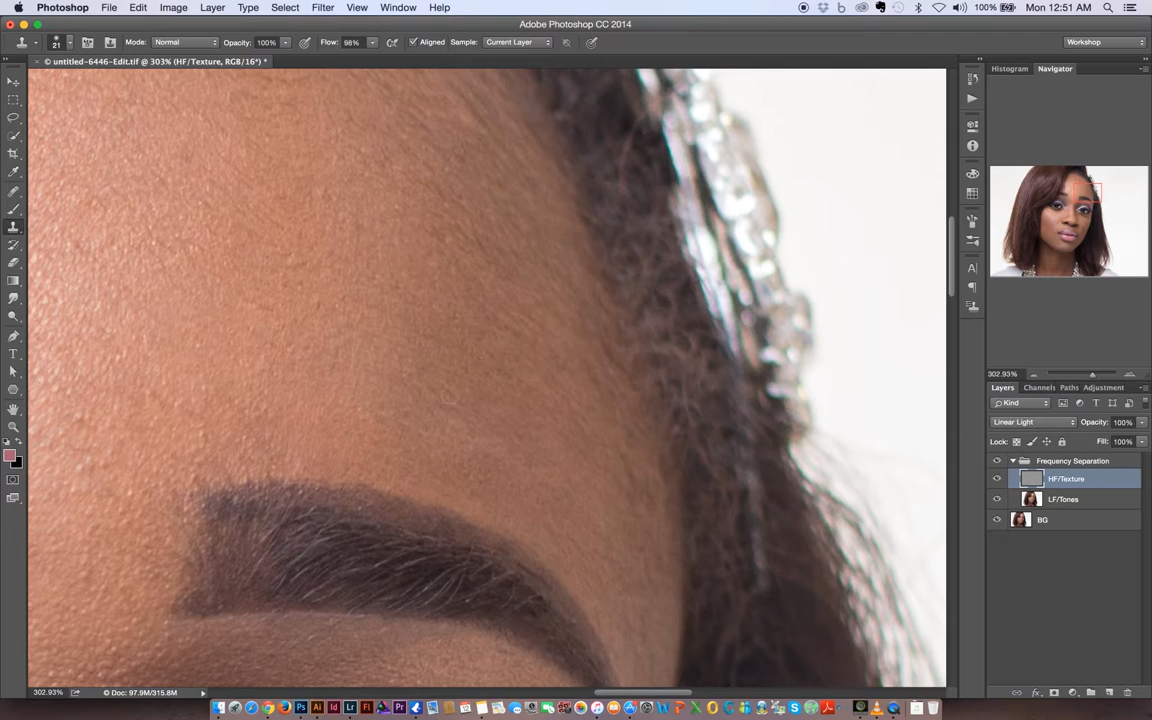 Photoshop File Edit Image Layer Type Select Filter View Window Help 100% Mon 12:51 AM
Adobe Photoshop CC 2014
21 Mode: Normal Opacity: 100% Flow: 98% Aligned Sample: Current Layer Workshop
× © untitled-6446-Edit.tif @ 303% (HF/Texture, RGB/16*) *
Histogram Navigator
302.93%
Layers Channels Paths Adjustment
Kind
Linear Light Opacity: 100%
Lock: Fill: 100%
Frequency Separation
HF/Texture
LF/Tones
BG
302.93% Doc: 97.9M/315.8M